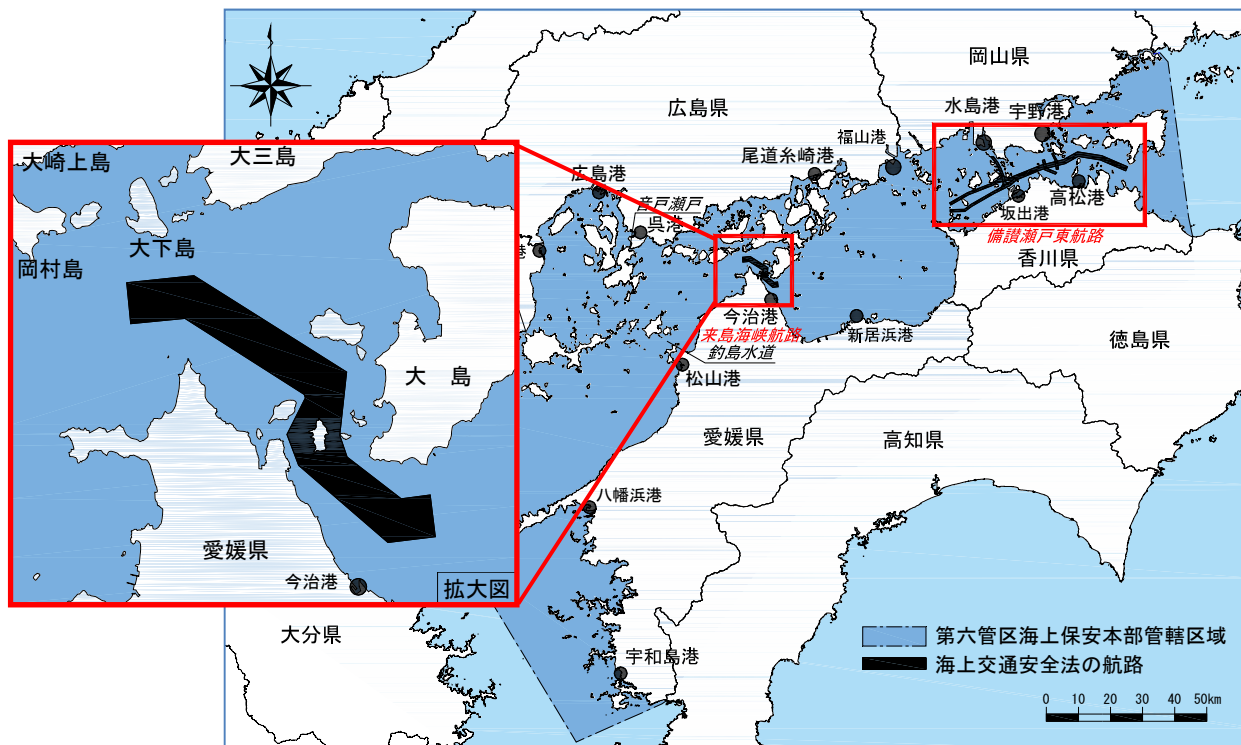 岡山県
広島県
水島港
宇野港
福山港
尾道糸崎港
広島港
音戸瀬戸
呉港
高松港
坂出港
備讃瀬戸東航路
香川県
港
今治港
来島海峡航路
釣島水道
新居浜港
松山港
徳島県
愛媛県
高知県
八幡浜港
大分県
宇和島港
大崎上島
大三島
大下島
岡村島
大島
愛媛県
今治港
拡大図
第六管区海上保安本部管轄区域
海上交通安全法の航路
0 10 20 30 40 50km